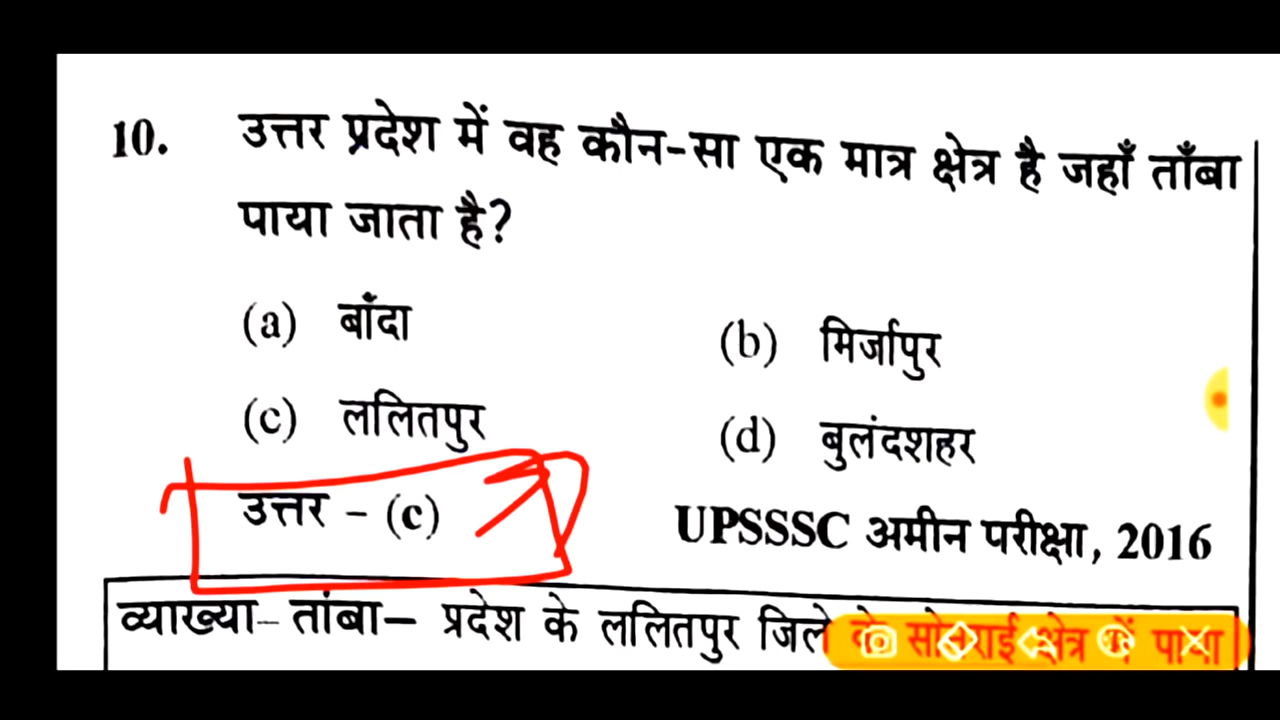 10. उत्तर प्रदेश में वह कौन-सा एक मात्र क्षेत्र है जहाँ ताँबा
पाया जाता है?
(a) बाँदा (b) मिर्जापुर
(c) ललितपुर (d) बुलंदशहर
उत्तर – (c) UPSSSC अमीन परीक्षा, 2016
व्याख्या– तांबा– प्रदेश के ललितपुर जिले के सोनराई क्षेत्र में पाया